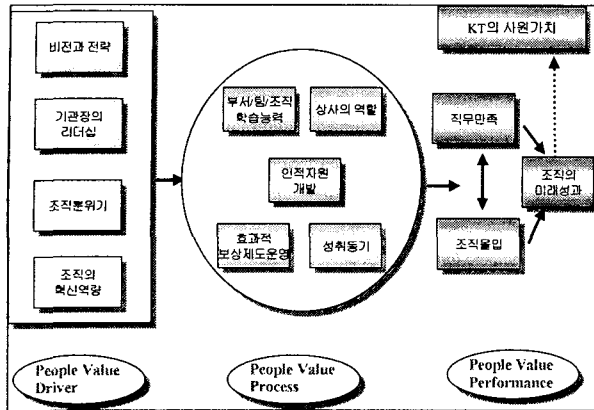 비전과 전략
기관장의
리더십
조직분위기
조직의
혁신역량
부서/팀/조직
학습능력
상사의 역할
인적자원
개발
효과적
보상제도운영
성취동기
KT의 사원가치
직무만족
조직의
미래성과
조직몰입
People Value
Driver
People Value
Process
People Value
Performance